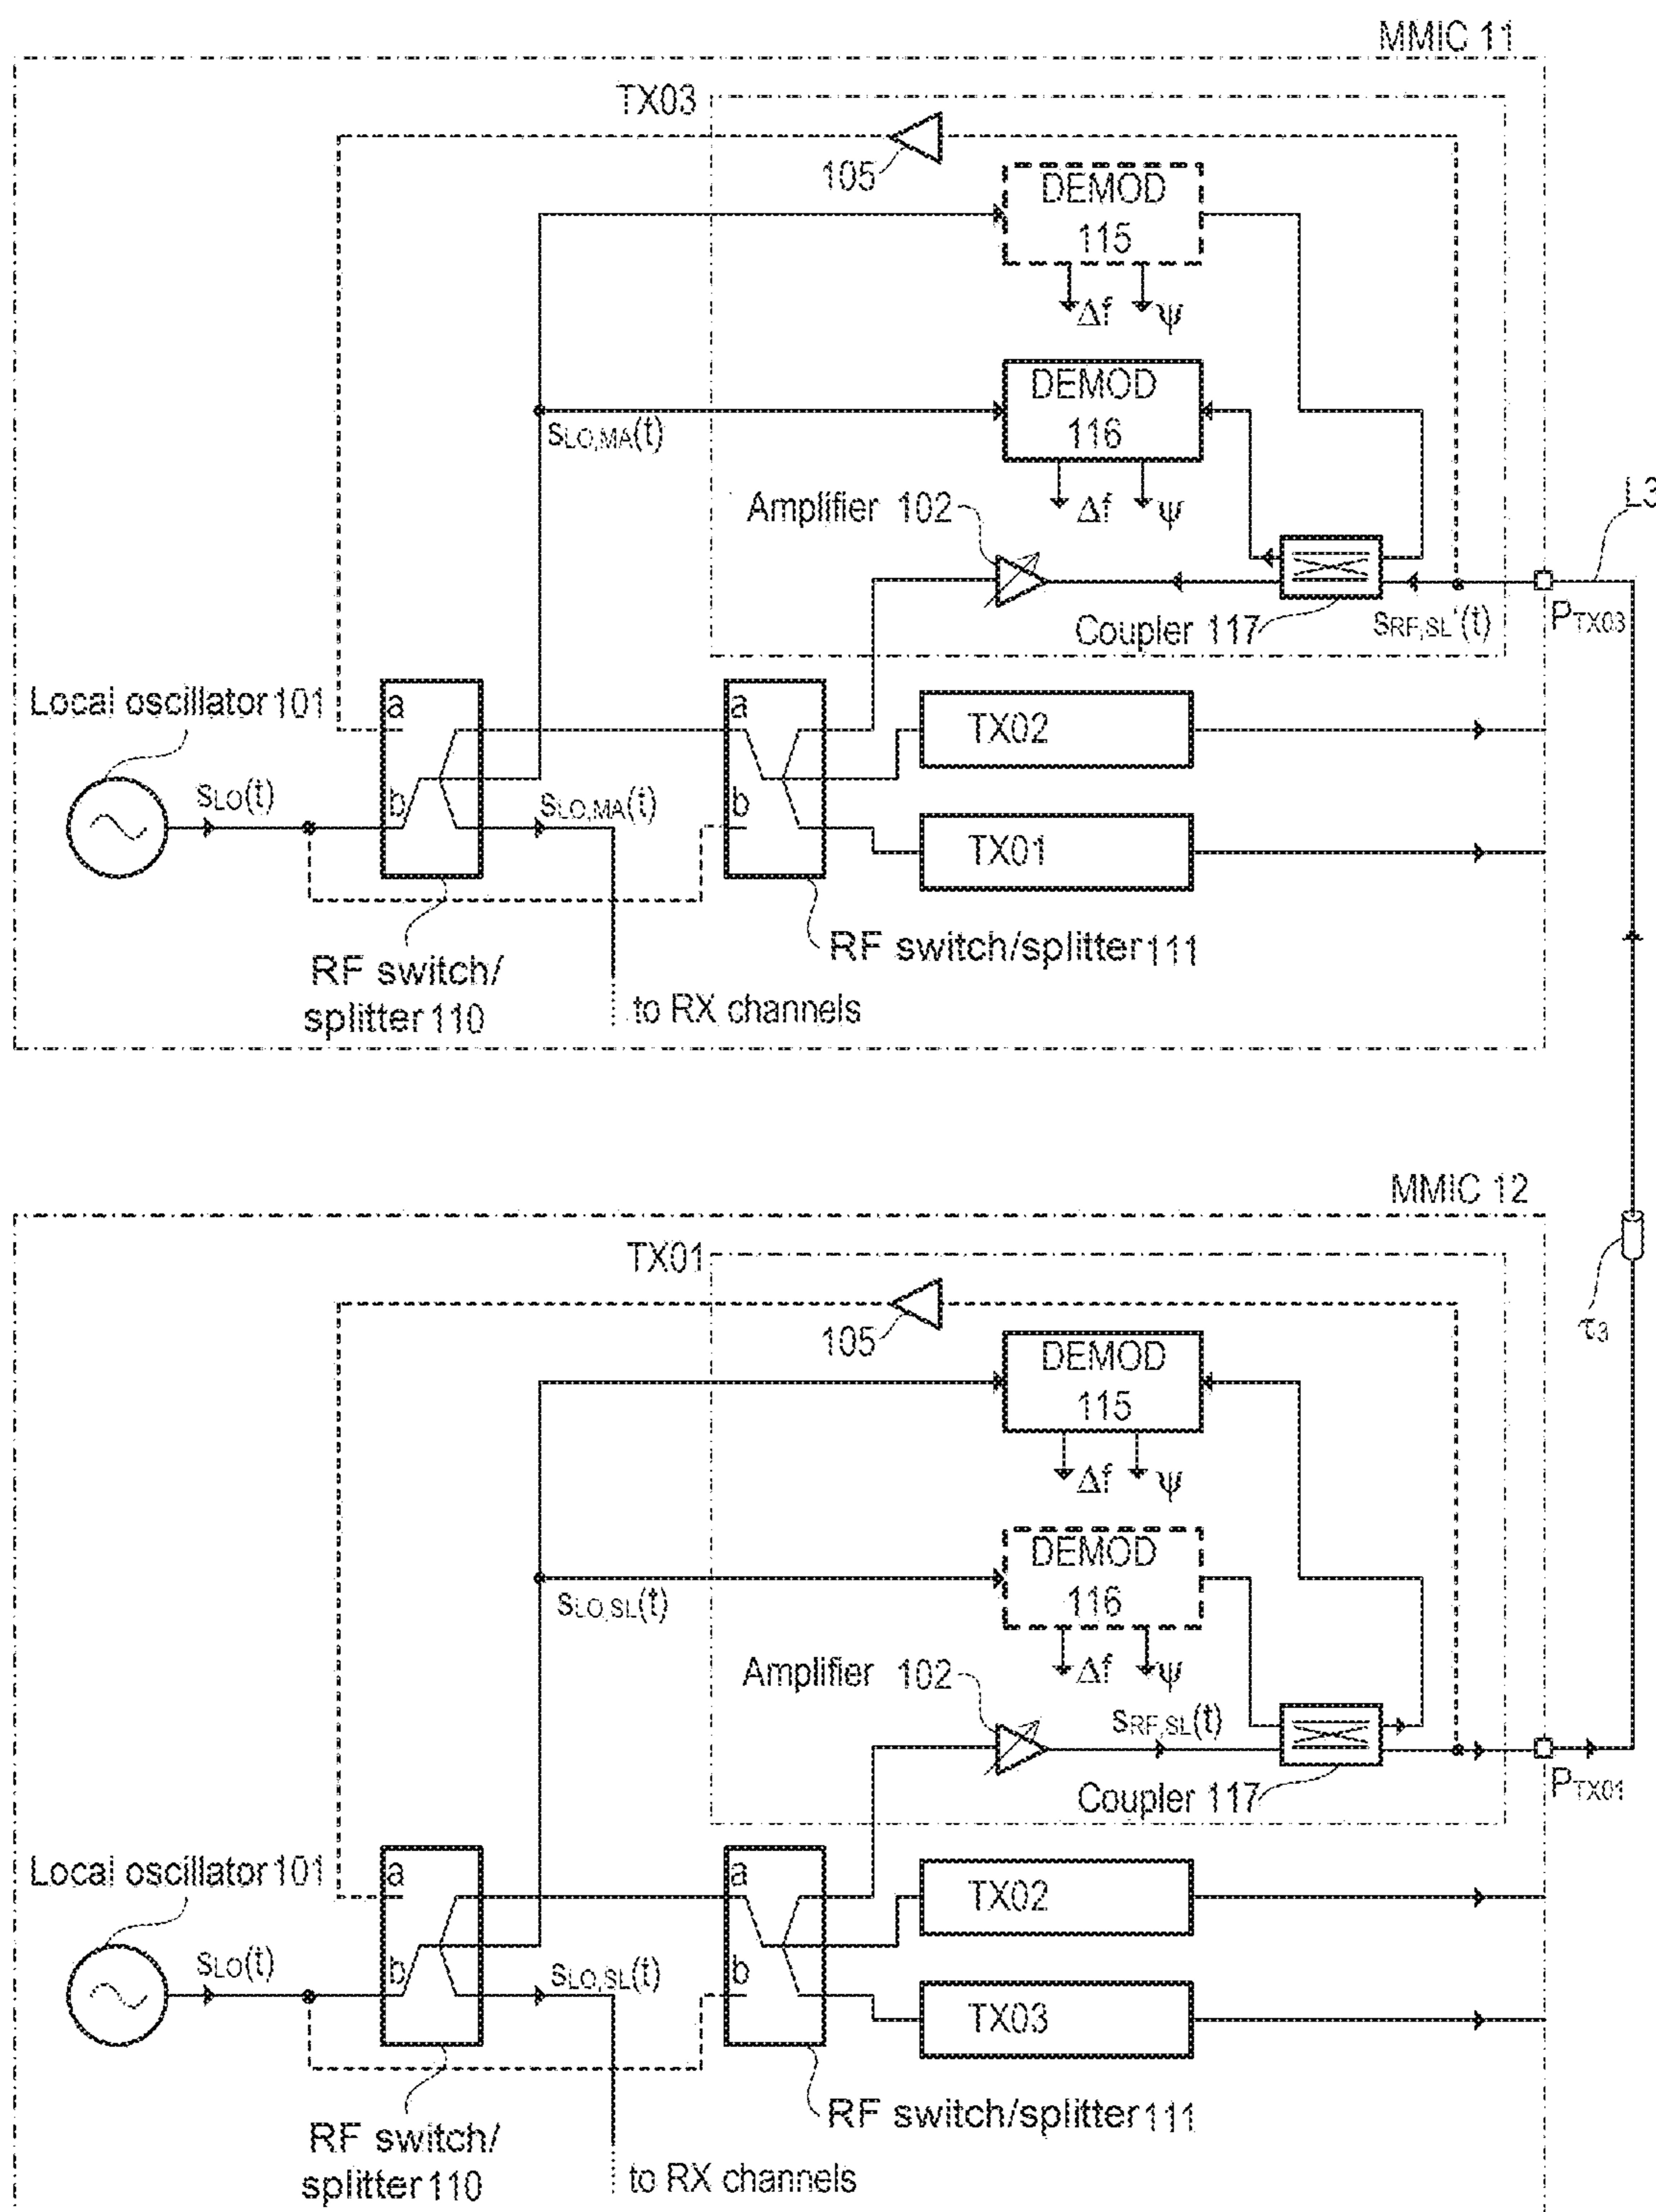 MMIC 11
TX03
105
DEMOD
115
Δf ψ
DEMOD
116
sLO,MA(t)
Δf ψ
Amplifier 102
L3
Coupler 117
sRF,SL'(t)
PTX03
Local oscillator 101
a
a
TX02
sLO(t)
b
sLO,MA(t)
b
TX01
RF switch/
splitter 110
RF switch/splitter 111
to RX channels
MMIC 12
TX01
105
DEMOD
115
τ3
Δf ψ
DEMOD
116
sLO,SL(t)
Δf ψ
Amplifier 102
sRF,SL(t)
Coupler 117
PTX01
Local oscillator 101
a
a
TX02
sLO(t)
b
sLO,SL(t)
b
TX03
RF switch/
splitter 110
RF switch/splitter 111
to RX channels